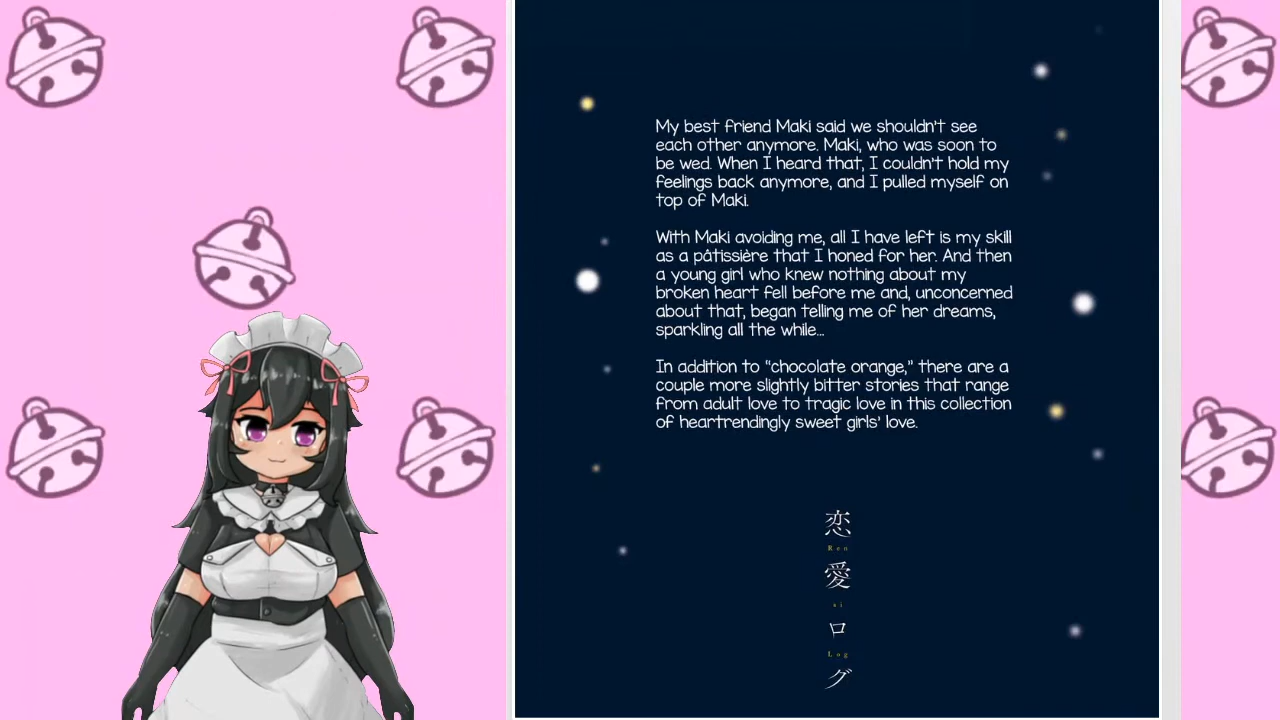 My best friend Maki said we shouldn't see
each other anymore. Maki, who was soon to
be wed. When I heard that, I couldn't hold my
feelings back anymore, and I pulled myself on
top of Maki.
With Maki avoiding me, all I have left is my skill
as a pâtissière that I honed for her. And then
a young girl who knew nothing about my
broken heart fell before me and, unconcerned
about that, began telling me of her dreams,
sparkling all the while...
In addition to "chocolate orange," there are a
couple more slightly bitter stories that range
from adult love to tragic love in this collection
of heartrendingly sweet girls' love.
恋
Ren
愛
ai
ロ
Log
グ